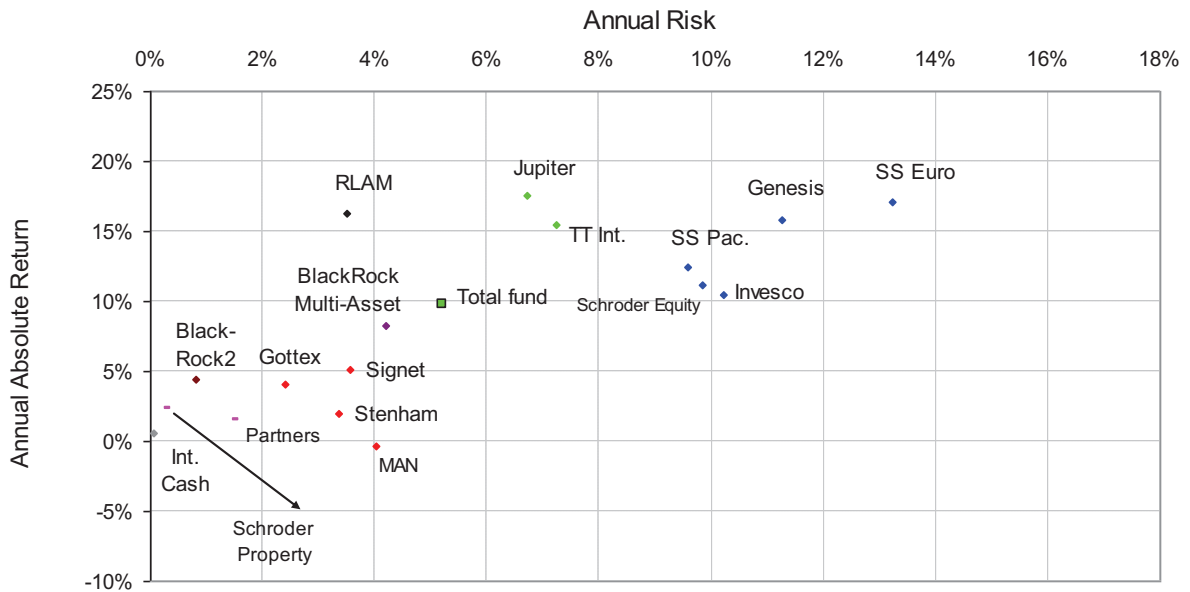 Annual Risk
0% 2% 4% 6% 8% 10% 12% 14% 16% 18%
Annual Absolute Return
25%
20%
15%
10%
5%
0%
-5%
-10%
Jupiter
RLAM
SS Euro
Genesis
TT Int.
SS Pac.
BlackRock
Multi-Asset
Total fund
Schroder Equity
Invesco
Black-
Rock2
Gottex
Signet
Stenham
Partners
MAN
Int.
Cash
Schroder
Property